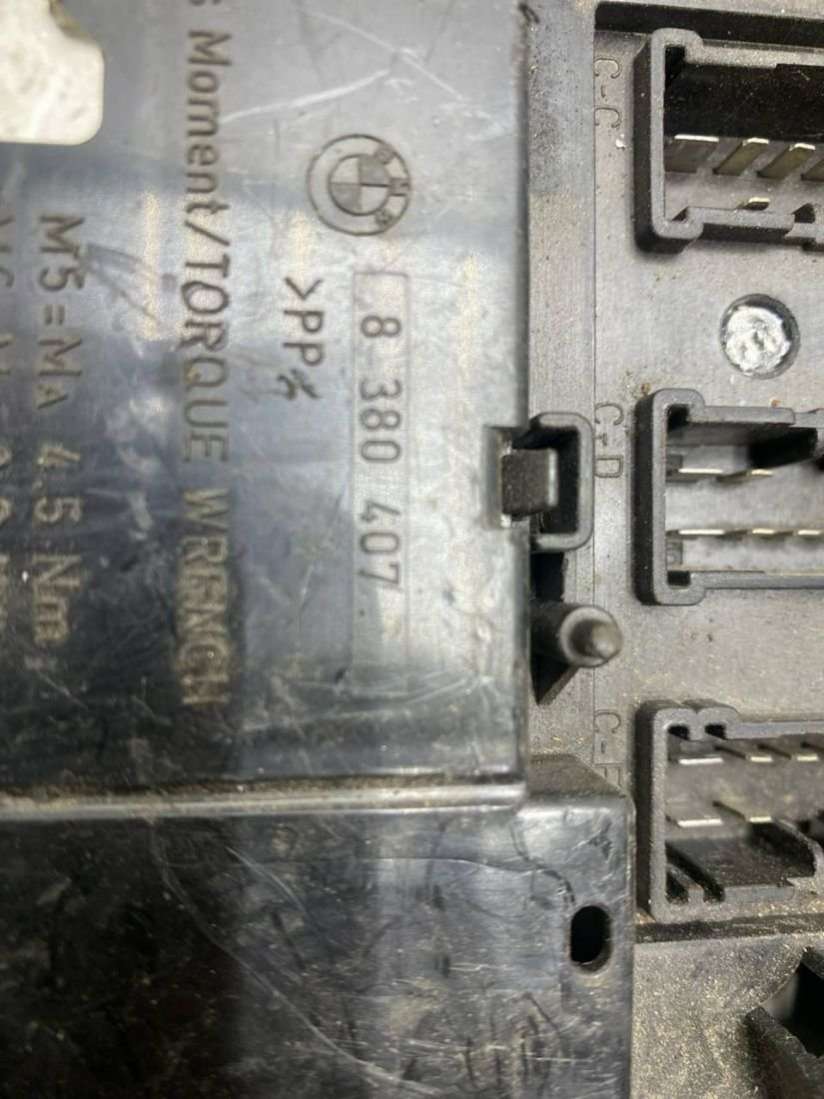 Moment/TORQUE WRENCH
M5=MA 4.5 Nm
>PP<
8 380 407
C-C
C-D